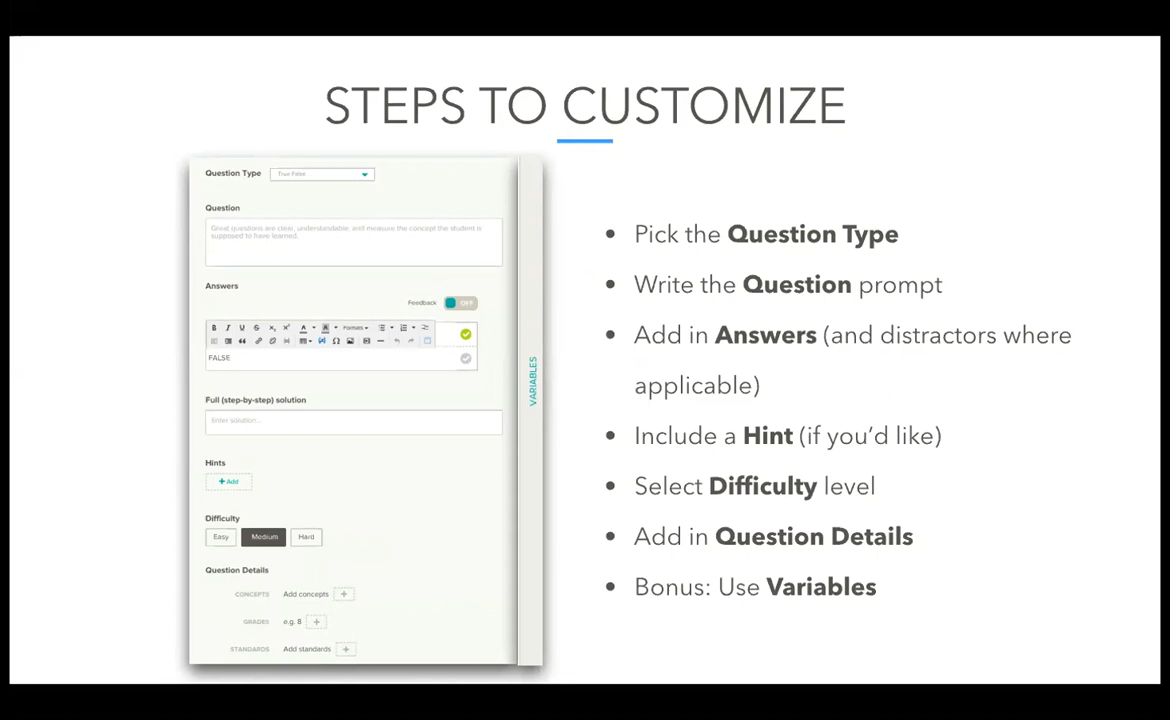 STEPS TO CUSTOMIZE
Question Type
True False
Question
Great questions are clear, understandable, and measure the concept the student is
supposed to have learned.
Answers
Feedback
OFF
B I U S X₂ X² A A Formats
FALSE
Full (step-by-step) solution
Enter solution...
Hints
+ Add
Difficulty
Easy
Medium
Hard
Question Details
CONCEPTS Add concepts +
GRADES e.g. 8 +
STANDARDS Add standards +
VARIABLES
• Pick the Question Type
• Write the Question prompt
• Add in Answers (and distractors where
applicable)
• Include a Hint (if you’d like)
• Select Difficulty level
• Add in Question Details
• Bonus: Use Variables